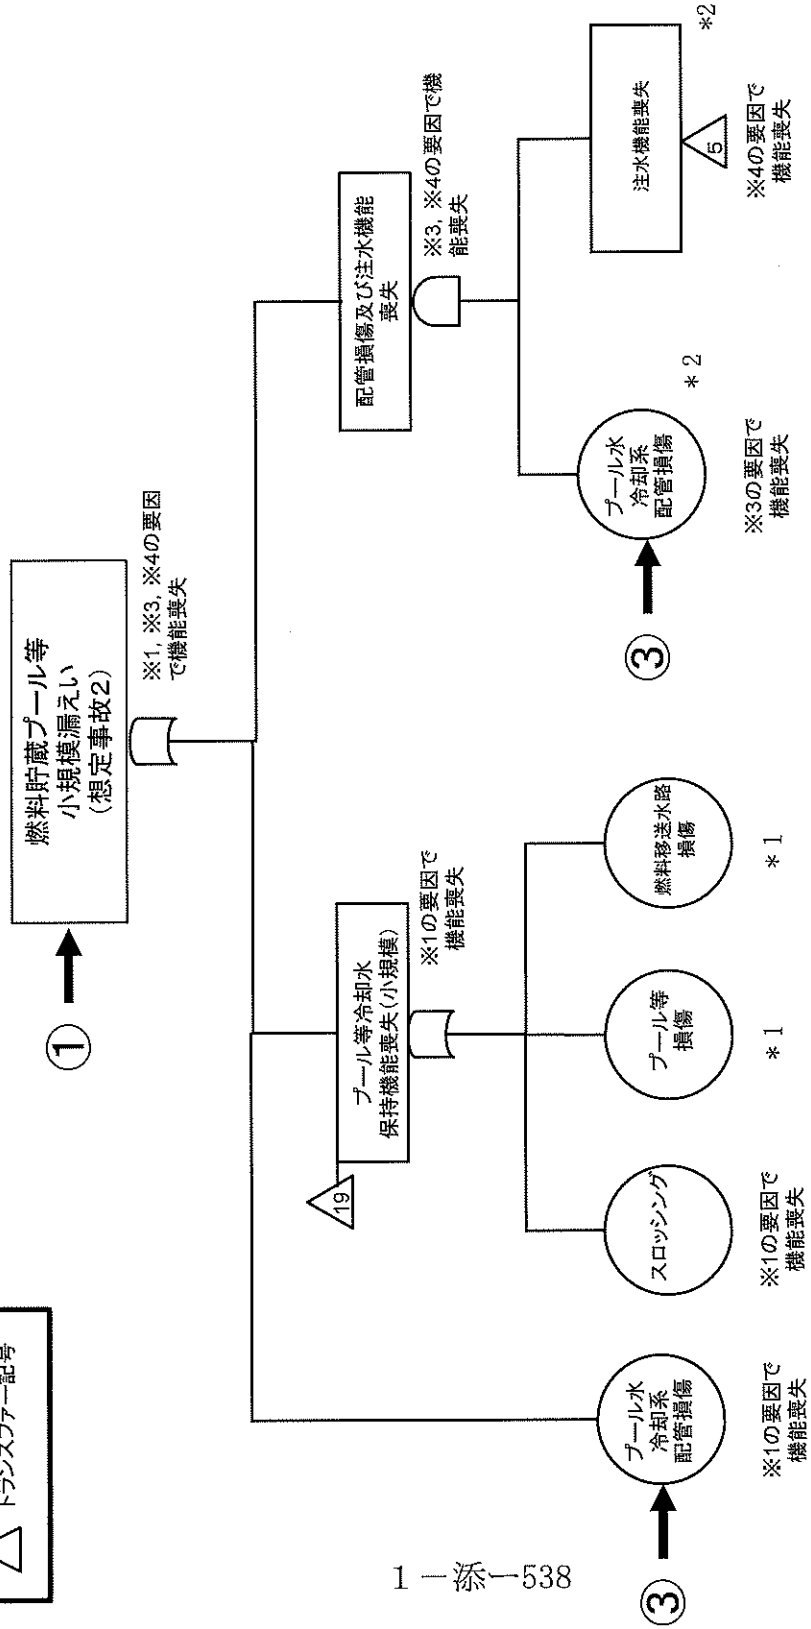 トランスファー記号
①
燃料貯蔵プール等
小規模漏えい
(想定事故2)
※1, ※3, ※4の要因
で機能喪失
19
プール等冷却水
保持機能喪失(小規模)
※1の要因で
機能喪失
配管損傷及び注水機能
喪失
※3, ※4の要因で機
能喪失
③
プール水
冷却系
配管損傷
※1の要因で
機能喪失
スロッシング
※1の要因で
機能喪失
プール等
損傷
*1
燃料移送水路
損傷
*1
③
プール水
冷却系
配管損傷
*2
※3の要因で
機能喪失
注水機能喪失
5
*2
※4の要因で
機能喪失
1-添-538